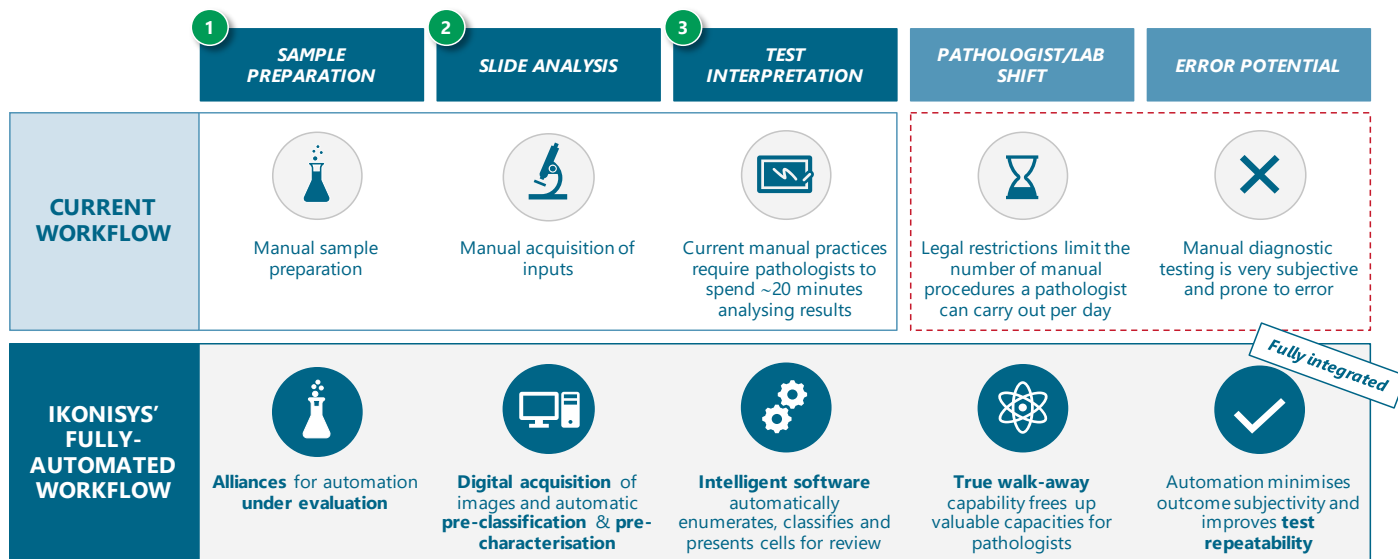 1
SAMPLE
PREPARATION
2
SLIDE ANALYSIS
3
TEST
INTERPRETATION
PATHOLOGIST/LAB
SHIFT
ERROR POTENTIAL
CURRENT
WORKFLOW
Manual sample
preparation
Manual acquisition of
inputs
Current manual practices
require pathologists to
spend ~20 minutes
analysing results
Legal restrictions limit the
number of manual
procedures a pathologist
can carry out per day
Manual diagnostic
testing is very subjective
and prone to error
Fully integrated
IKONISYS'
FULLY-
AUTOMATED
WORKFLOW
Alliances for automation
under evaluation
Digital acquisition of
images and automatic
pre-classification & pre-
characterisation
Intelligent software
automatically
enumerates, classifies and
presents cells for review
True walk-away
capability frees up
valuable capacities for
pathologists
Automation minimises
outcome subjectivity and
improves test
repeatability